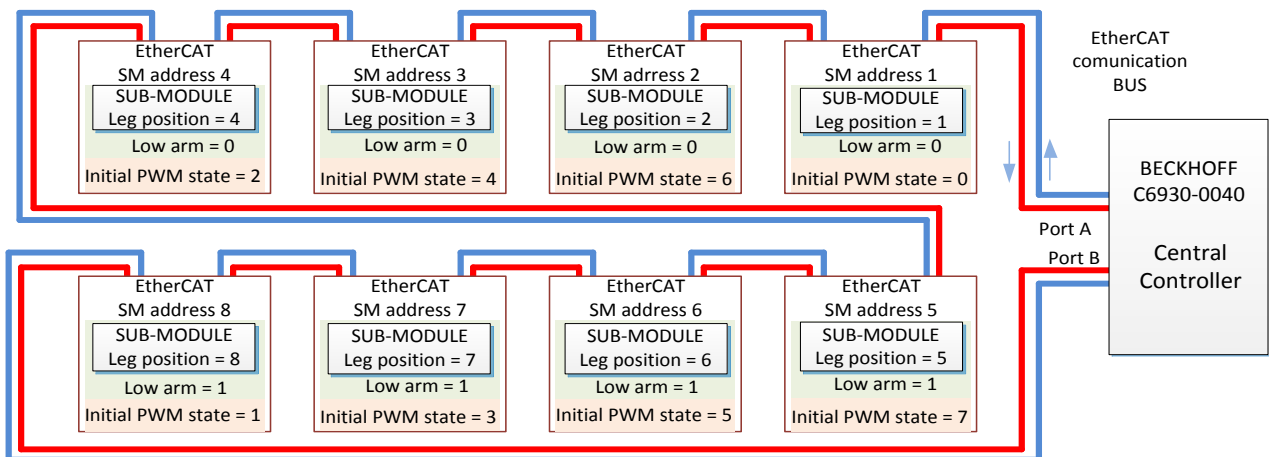 EtherCAT
SM address 4
SUB-MODULE
Leg position = 4
Low arm = 0
Initial PWM state = 2
EtherCAT
SM address 3
SUB-MODULE
Leg position = 3
Low arm = 0
Initial PWM state = 4
EtherCAT
SM adrress 2
SUB-MODULE
Leg position = 2
Low arm = 0
Initial PWM state = 6
EtherCAT
SM address 1
SUB-MODULE
Leg position = 1
Low arm = 0
Initial PWM state = 0
EtherCAT
comunication
BUS
BECKHOFF
C6930-0040
Central
Controller
Port A
Port B
EtherCAT
SM address 8
SUB-MODULE
Leg position = 8
Low arm = 1
Initial PWM state = 1
EtherCAT
SM address 7
SUB-MODULE
Leg position = 7
Low arm = 1
Initial PWM state = 3
EtherCAT
SM address 6
SUB-MODULE
Leg position = 6
Low arm = 1
Initial PWM state = 5
EtherCAT
SM address 5
SUB-MODULE
Leg position = 5
Low arm = 1
Initial PWM state = 7